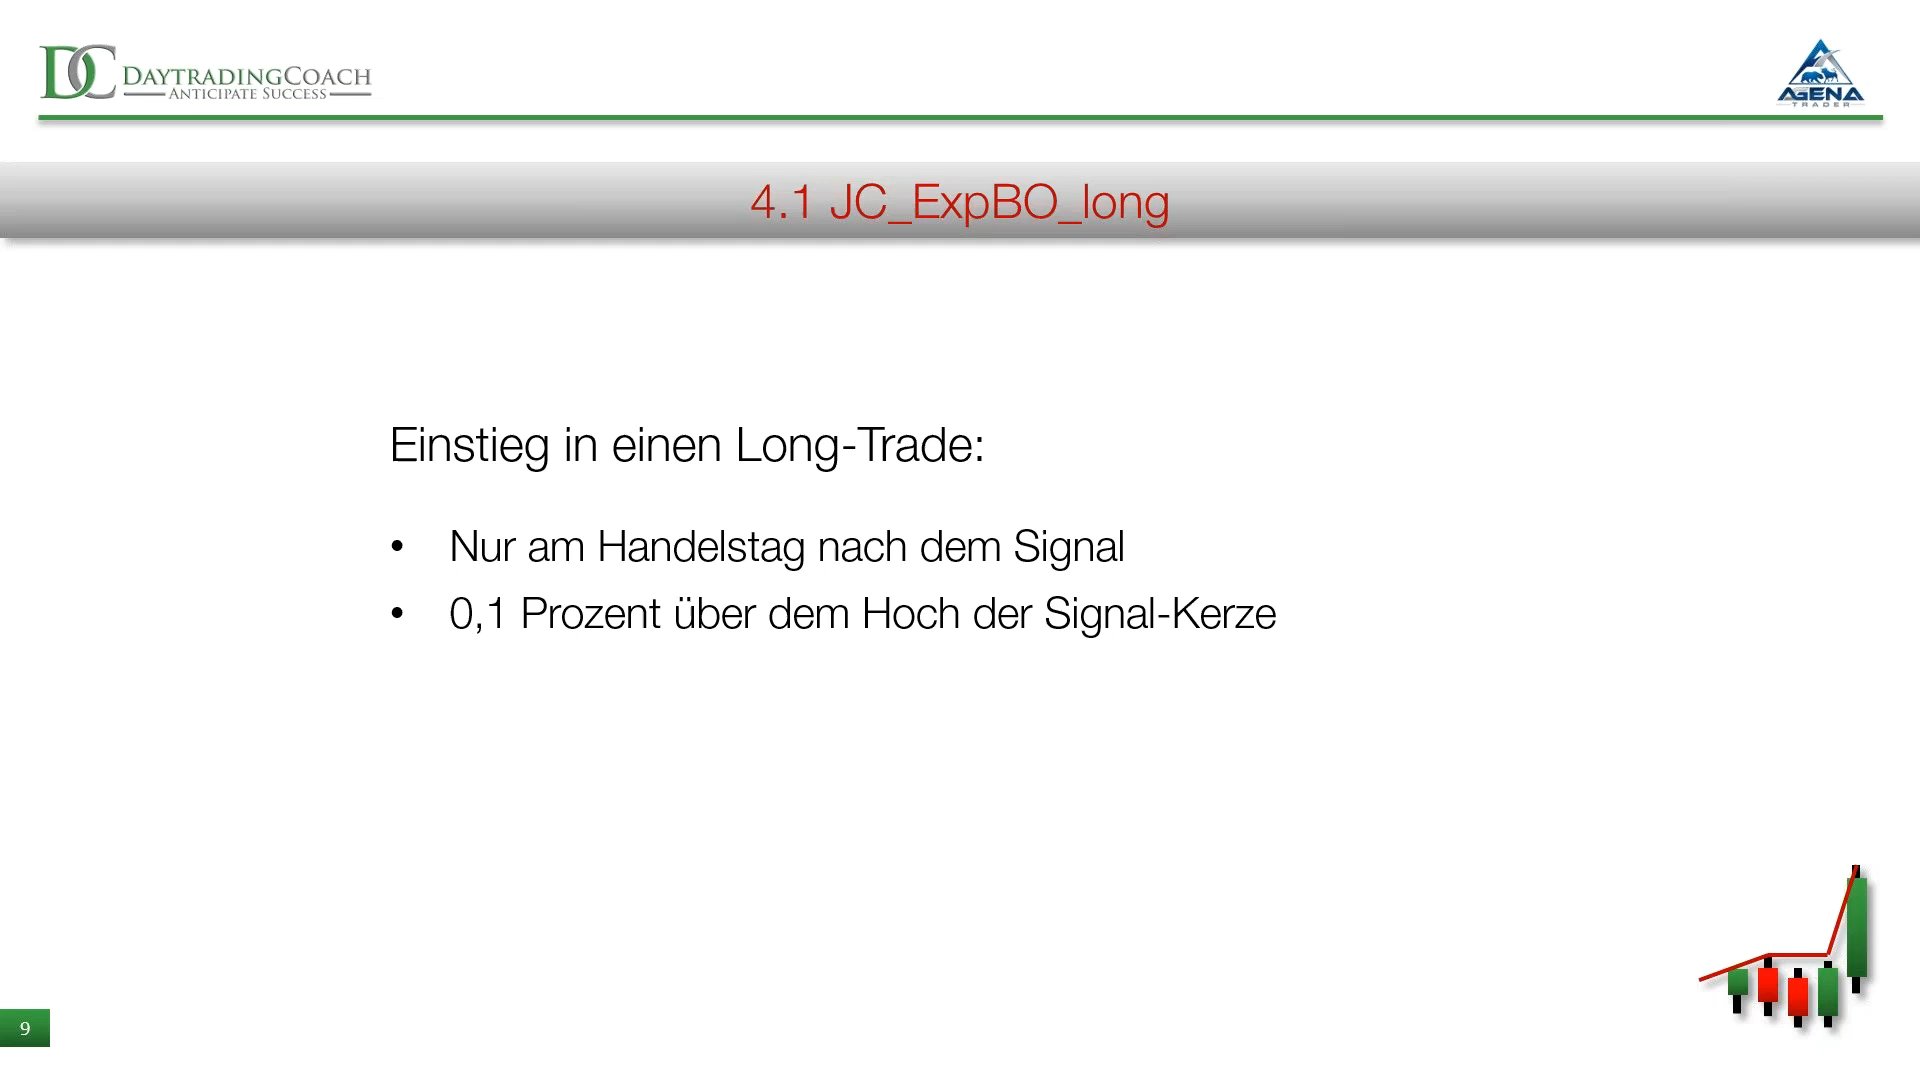 DC DAYTRADINGCOACH
ANTICIPATE SUCCESS
AGENA
TRADER
4.1 JC_ExpBO_long
Einstieg in einen Long-Trade:
• Nur am Handelstag nach dem Signal
• 0,1 Prozent über dem Hoch der Signal-Kerze
9